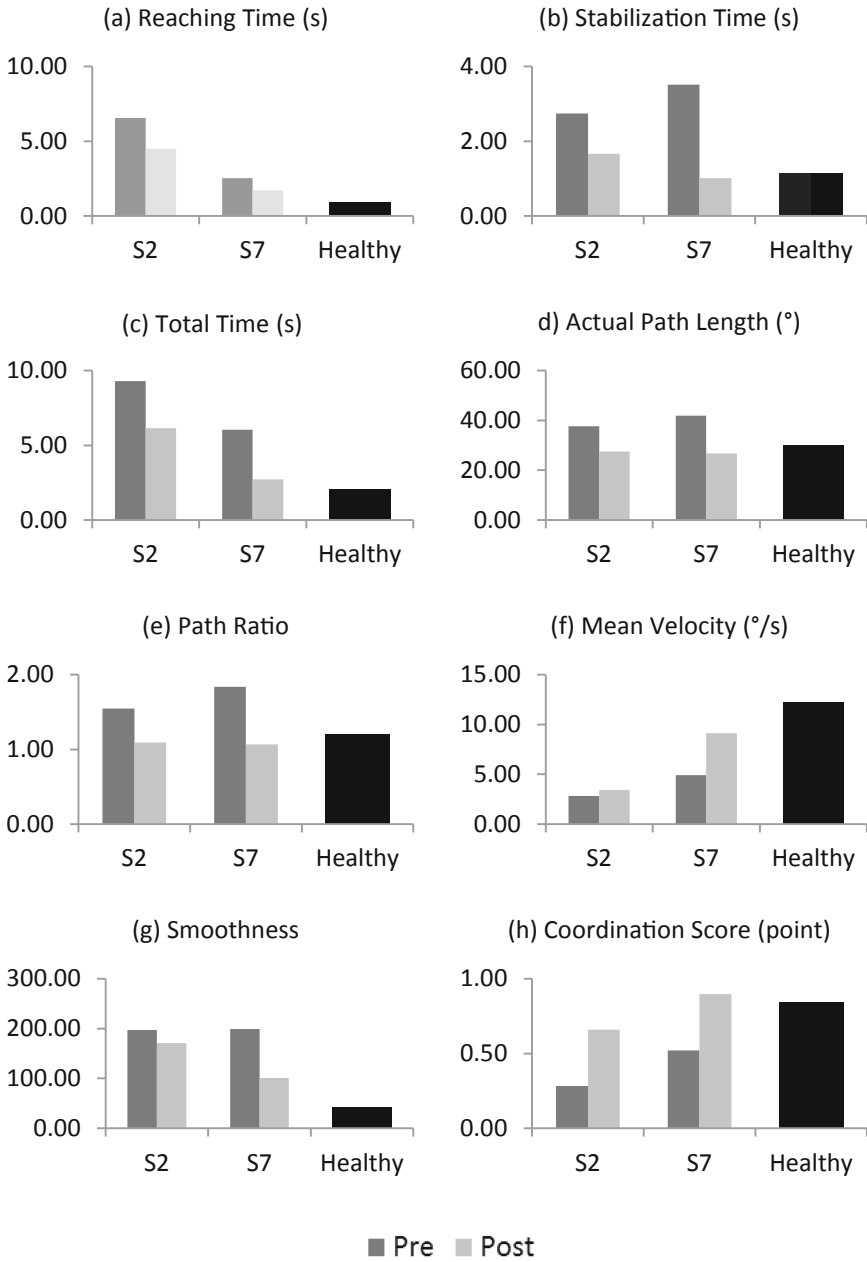 (a) Reaching Time (s)
10.00
5.00
0.00
S2 S7 Healthy
(b) Stabilization Time (s)
4.00
2.00
0.00
S2 S7 Healthy
(c) Total Time (s)
10.00
5.00
0.00
S2 S7 Healthy
d) Actual Path Length (°)
60.00
40.00
20.00
0.00
S2 S7 Healthy
(e) Path Ratio
2.00
1.00
0.00
S2 S7 Healthy
(f) Mean Velocity (°/s)
15.00
10.00
5.00
0.00
S2 S7 Healthy
(g) Smoothness
300.00
200.00
100.00
0.00
S2 S7 Healthy
(h) Coordination Score (point)
1.00
0.50
0.00
S2 S7 Healthy
Pre Post